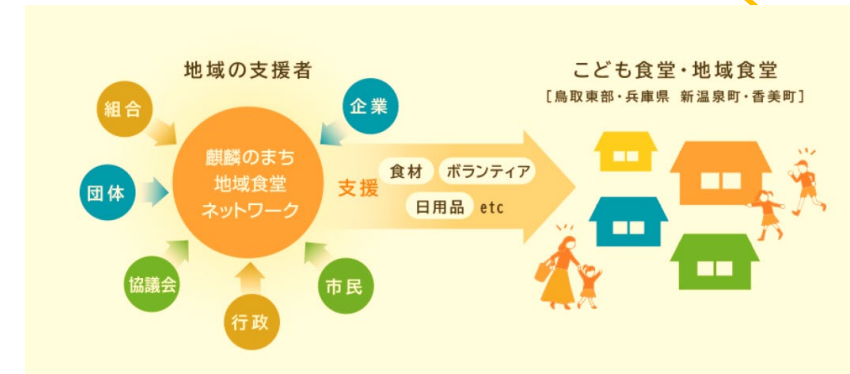 地域の支援者
組合
企業
麒麟のまち
地域食堂
ネットワーク
団体
協議会
行政
市民
支援
食材
ボランティア
日用品 etc
こども食堂・地域食堂
[鳥取東部・兵庫県 新温泉町・香美町]